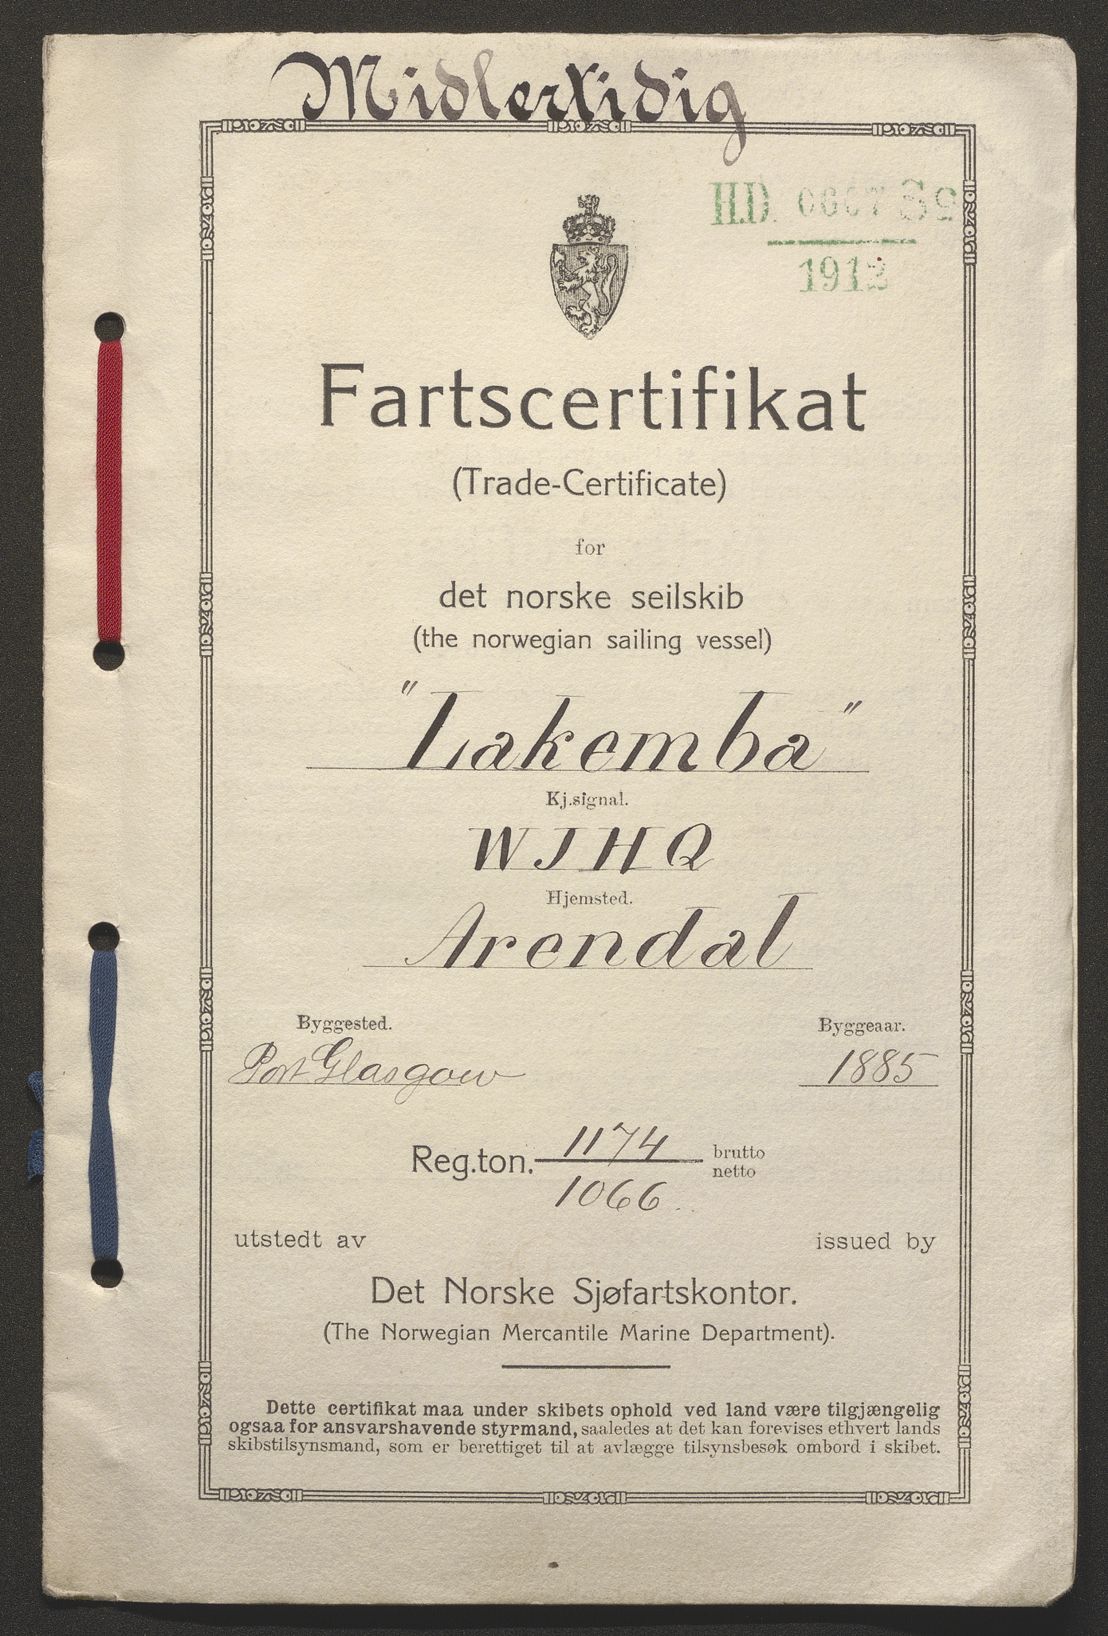 Midlertidig
H.D.
1912
Fartscertifikat
(Trade-Certificate)
for
det norske seilskib
(the norwegian sailing vessel)
"Lakemba"
Kj.signal.
WJHQ
Hjemsted.
Arendal
Byggested. Byggeaar.
Port Glasgow 1885
Reg.ton. 1174 brutto
1066 netto
utstedt av issued by
Det Norske Sjøfartskontor.
(The Norwegian Mercantile Marine Department).
Dette certifikat maa under skibets ophold ved land være tilgjængelig
ogsaa for ansvarshavende styrmand, saaledes at det kan forevises ethvert lands
skibstilsynsmand, som er berettiget til at avlægge tilsynsbesøk ombord i skibet.